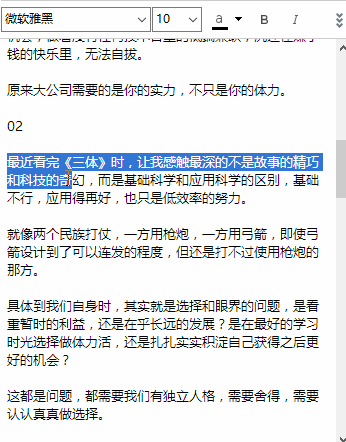 微软雅黑 10 a B I
钱的快乐里，无法自拔。
原来大公司需要的是你的实力，不只是你的体力。
02
最近看完《三体》时，让我感触最深的不是故事的精巧
和科技的奇幻，而是基础科学和应用科学的区别，基础
不行，应用得再好，也只是低效率的努力。
就像两个民族打仗，一方用枪炮，一方用弓箭，即使弓
箭设计到了可以连发的程度，但还是打不过使用枪炮的
那方。
具体到我们自身时，其实就是选择和眼界的问题，是看
重暂时的利益，还是在乎长远的发展？是在最好的学习
时光选择做体力活，还是扎扎实实积淀自己获得之后更
好的机会？
这都是问题，都需要我们有独立人格，需要舍得，需要
认认真真做选择。